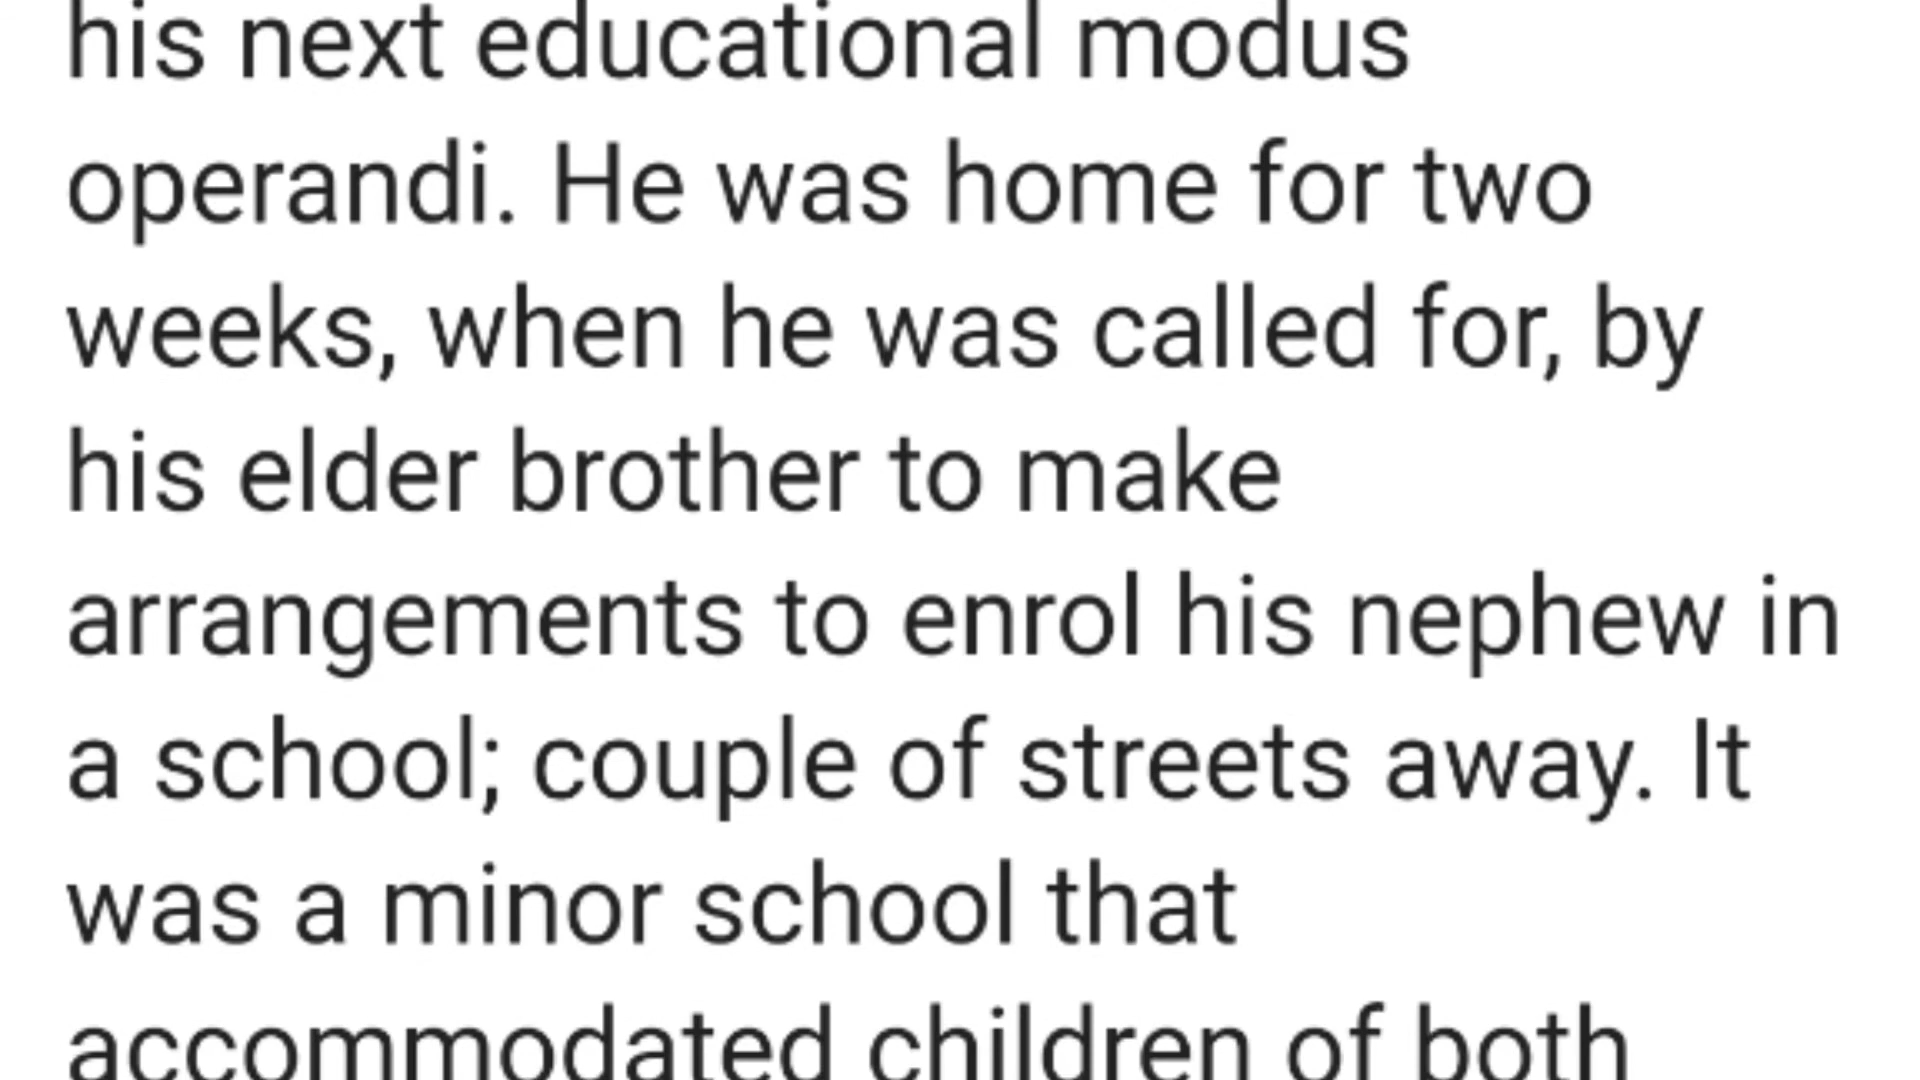 his next educational modus
operandi. He was home for two
weeks, when he was called for, by
his elder brother to make
arrangements to enrol his nephew in
a school; couple of streets away. It
was a minor school that
accommodated children of both